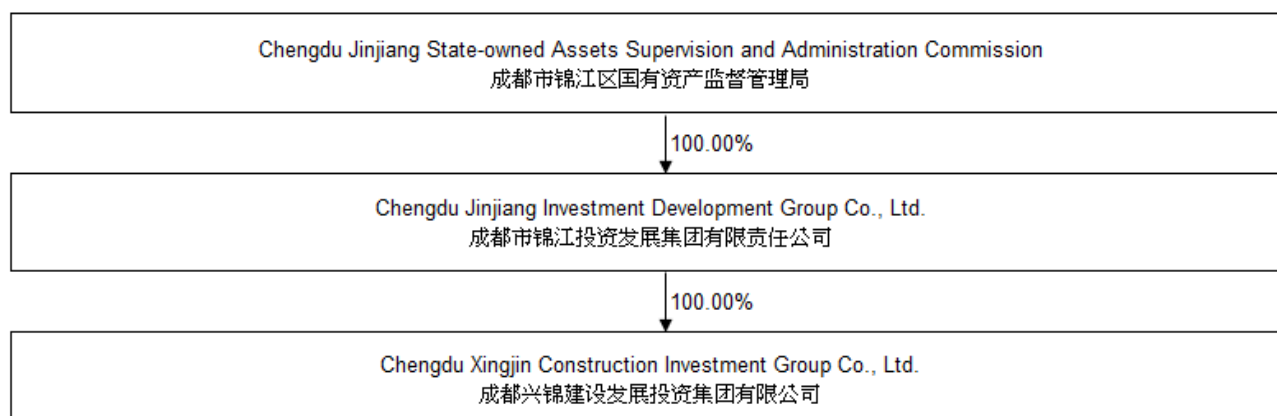 Chengdu Jinjiang State-owned Assets Supervision and Administration Commission
成都市锦江区国有资产监督管理局
100.00%
Chengdu Jinjiang Investment Development Group Co., Ltd.
成都市锦江投资发展集团有限责任公司
100.00%
Chengdu Xingjin Construction Investment Group Co., Ltd.
成都兴锦建设发展投资集团有限公司